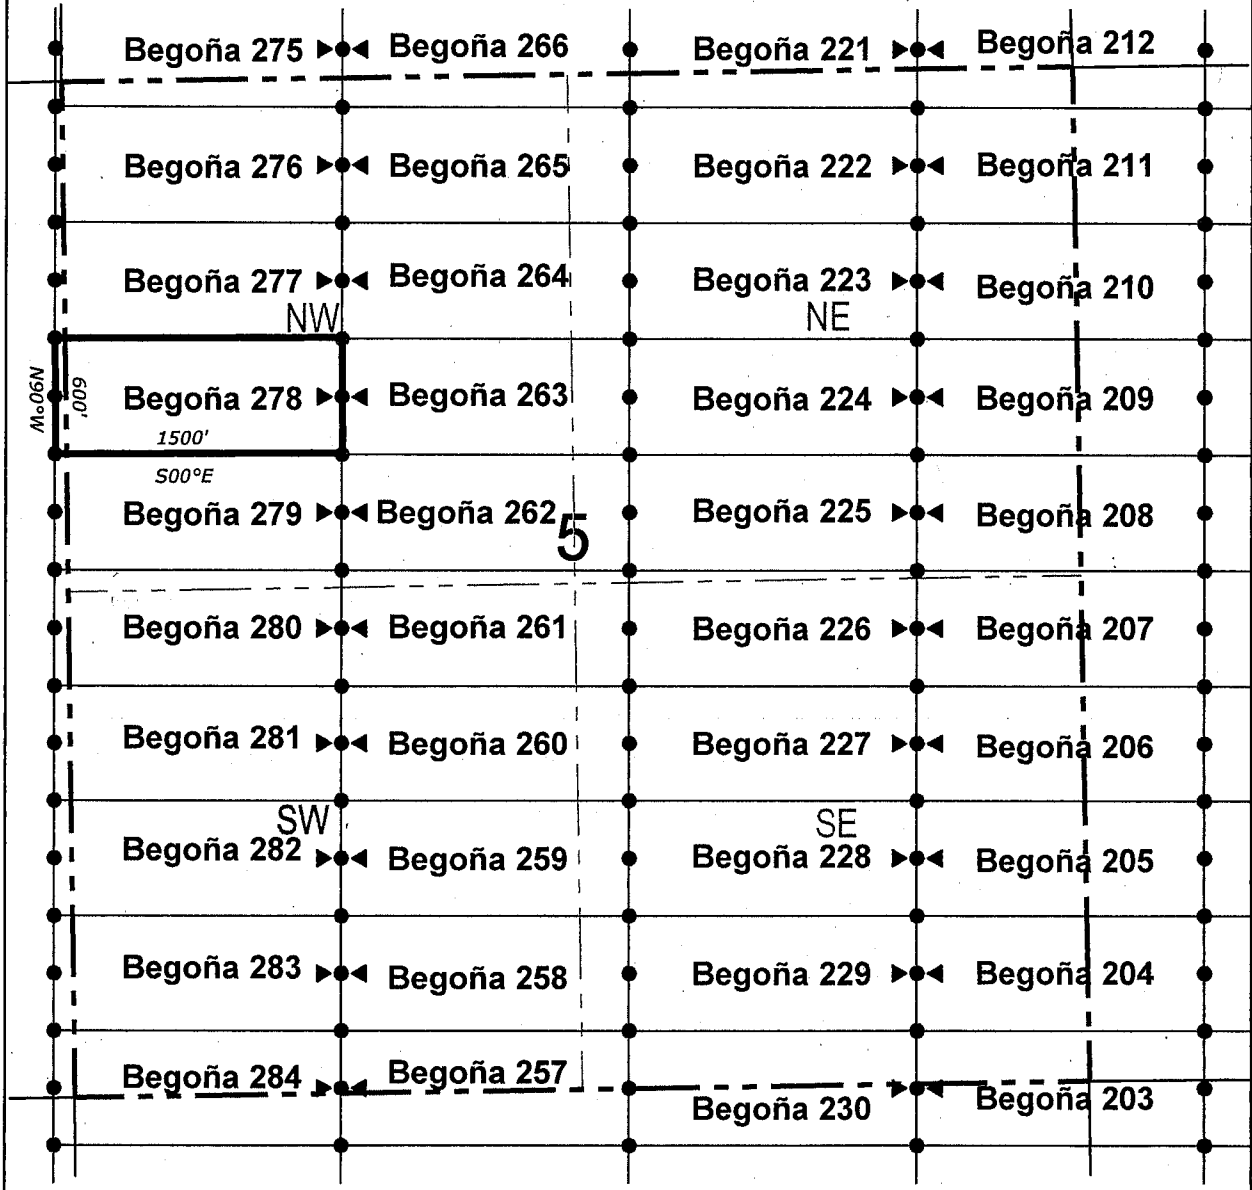 Begoña 275 Begoña 266 Begoña 221 Begoña 212
Begoña 276 Begoña 265 Begoña 222 Begoña 211
Begoña 277 Begoña 264 Begoña 223 Begoña 210
NW NE
N90°W 600' Begoña 278 Begoña 263 Begoña 224 Begoña 209
1500'
S00°E
Begoña 279 Begoña 262 Begoña 225 Begoña 208
5
Begoña 280 Begoña 261 Begoña 226 Begoña 207
Begoña 281 Begoña 260 Begoña 227 Begoña 206
SW SE
Begoña 282 Begoña 259 Begoña 228 Begoña 205
Begoña 283 Begoña 258 Begoña 229 Begoña 204
Begoña 284 Begoña 257 Begoña 230 Begoña 203